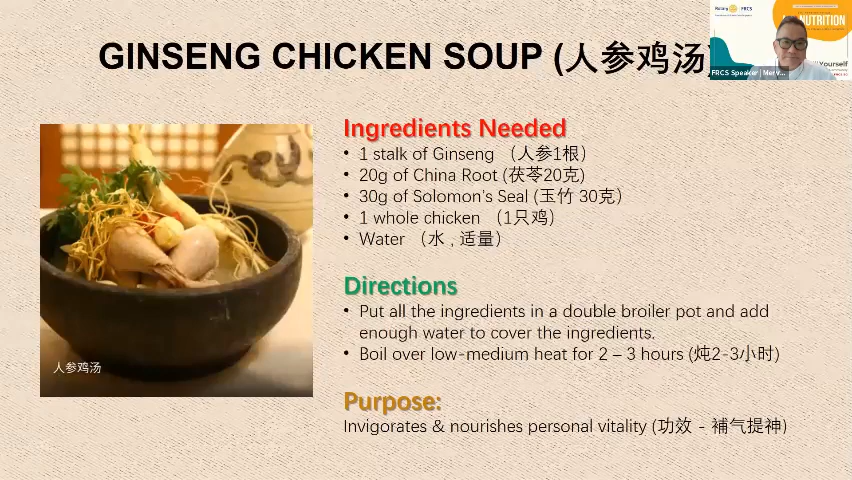 GINSENG CHICKEN SOUP (人参鸡汤)
Rotary
FRCS
NUTRITION
Yourself
FRCS Speaker | Merv...
Ingredients Needed
• 1 stalk of Ginseng （人参1根）
• 20g of China Root (茯苓20克)
• 30g of Solomon's Seal (玉竹 30克）
• 1 whole chicken （1只鸡）
• Water （水 , 适量）
Directions
• Put all the ingredients in a double broiler pot and add
enough water to cover the ingredients.
• Boil over low-medium heat for 2 – 3 hours (炖2-3小时)
Purpose:
Invigorates & nourishes personal vitality (功效 - 補气提神)
人参鸡汤